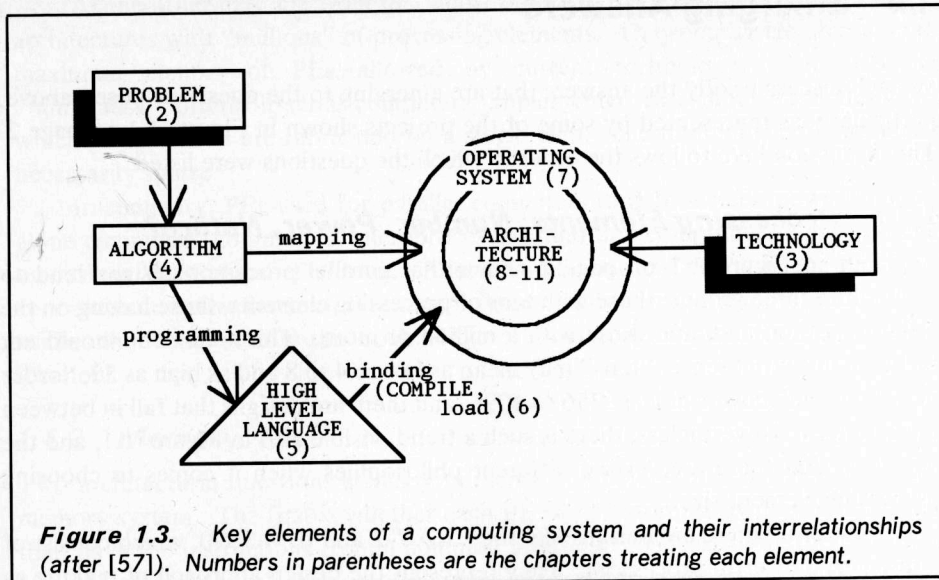 PROBLEM
(2)
OPERATING
SYSTEM (7)
ALGORITHM
(4)
mapping
ARCHI-
TECTURE
(8-11)
TECHNOLOGY
(3)
programming
HIGH
LEVEL
LANGUAGE
(5)
binding
(COMPILE,
load)(6)
Figure 1.3. Key elements of a computing system and their interrelationships
(after [57]). Numbers in parentheses are the chapters treating each element.